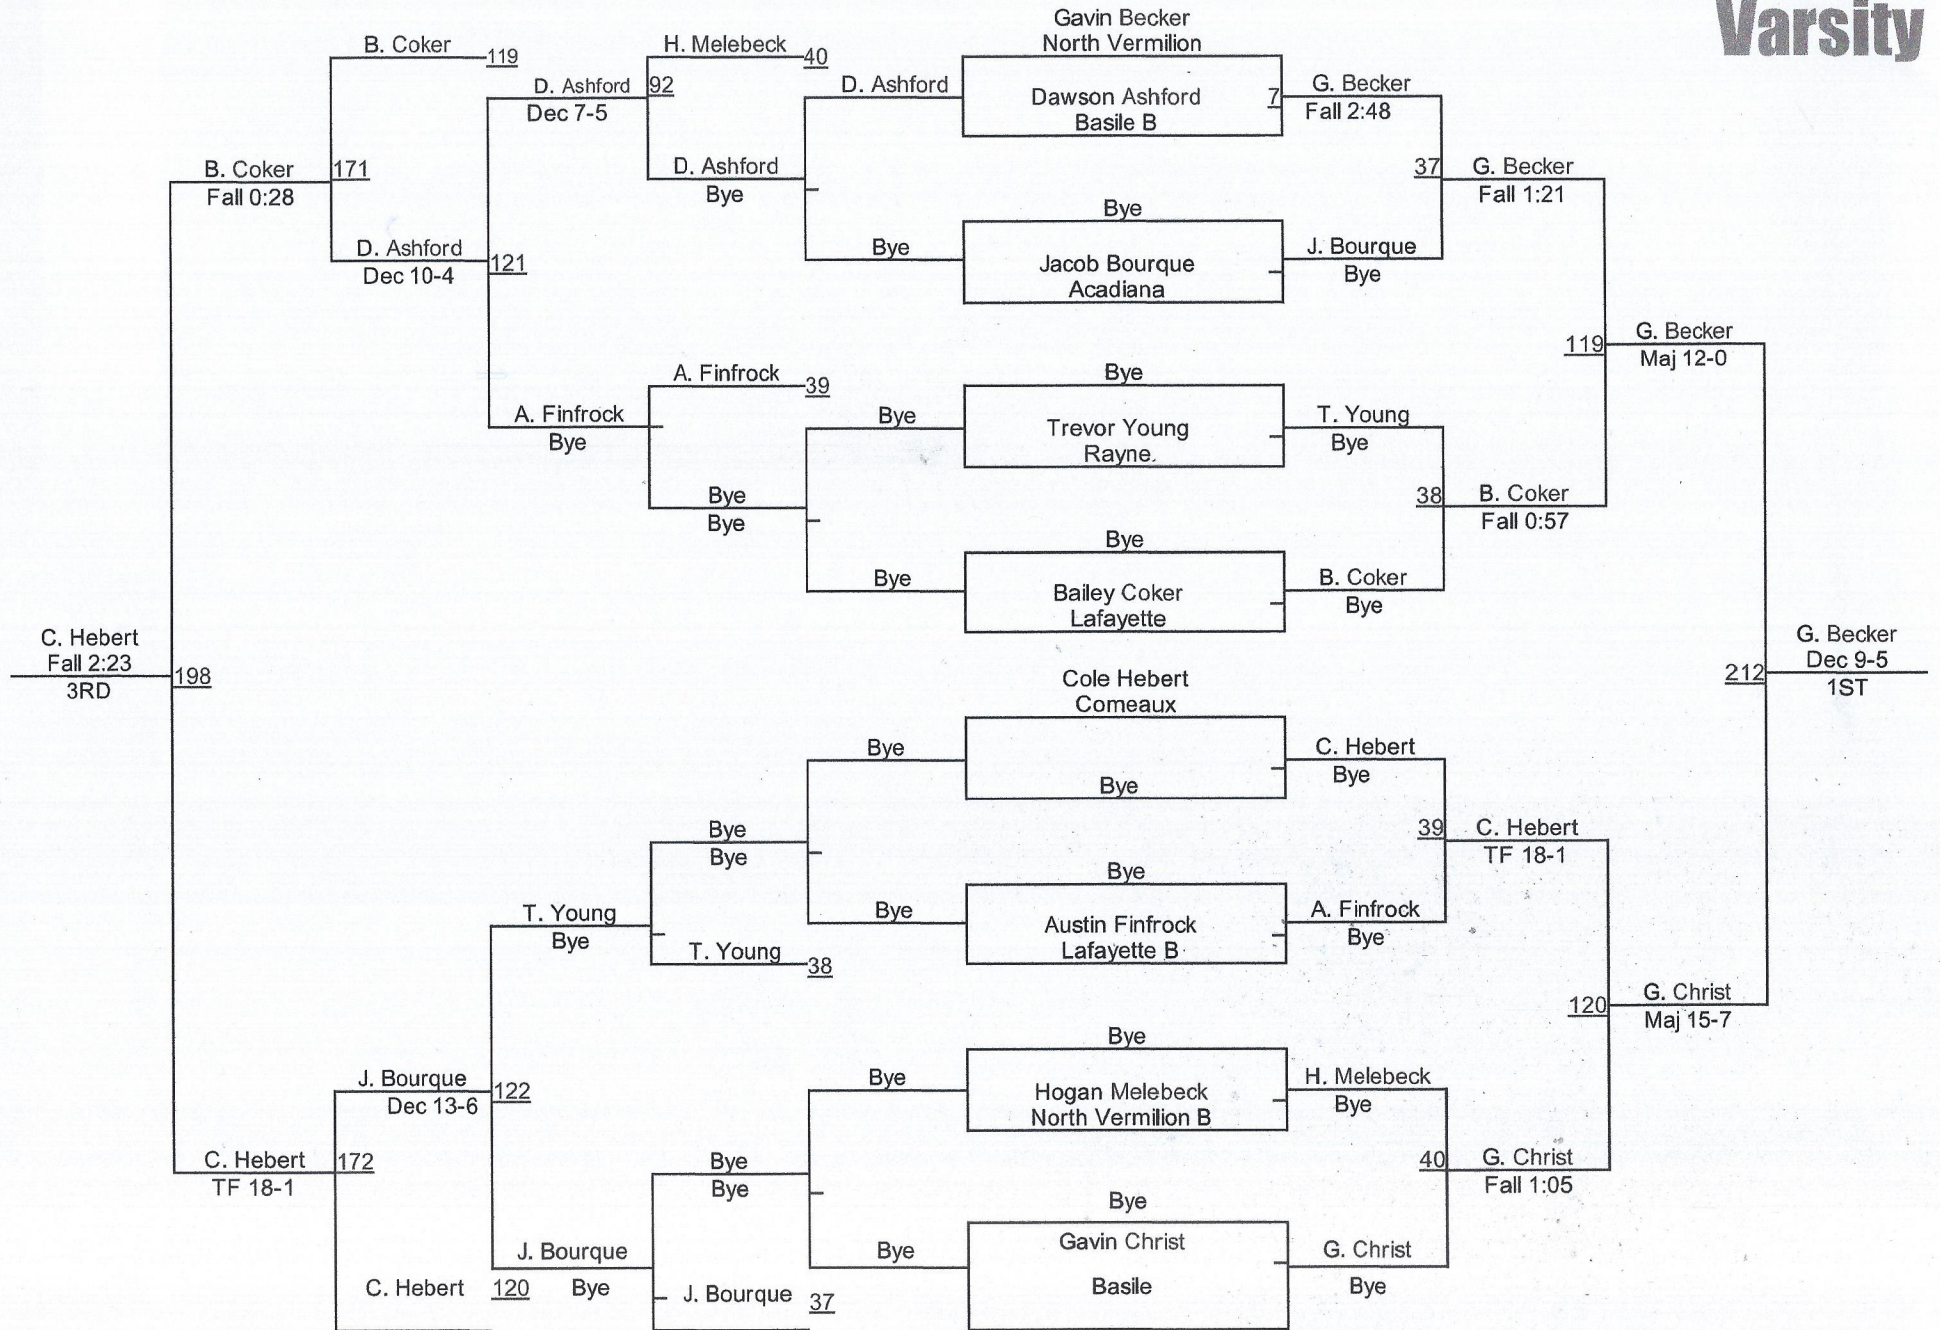 Varsity
B. Coker
119
D. Ashford
Dec 7-5
H. Melebeck
40
92
D. Ashford
Bye
D. Ashford
Bye
B. Coker
Fall 0:28
171
D. Ashford
Dec 10-4
121
A. Finfrock
39
A. Finfrock
Bye
Bye
Bye
Bye
Bye
C. Hebert
Fall 2:23
3RD
198
Bye
Bye
Bye
Bye
T. Young
Bye
T. Young
38
J. Bourque
Dec 13-6
122
Bye
Bye
Bye
Bye
C. Hebert
TF 18-1
172
J. Bourque
Bye
J. Bourque
37
C. Hebert
120
Gavin Becker
North Vermilion
Dawson Ashford
Basile B
7
Bye
Jacob Bourque
Acadiana
Bye
Trevor Young
Rayne
Bye
Bailey Coker
Lafayette
Cole Hebert
Comeaux
Bye
Bye
Austin Finfrock
Lafayette B
Bye
Hogan Melebeck
North Vermilion B
Bye
Gavin Christ
Basile
G. Becker
Fall 2:48
J. Bourque
Bye
37
G. Becker
Fall 1:21
T. Young
Bye
B. Coker
Bye
38
B. Coker
Fall 0:57
119
G. Becker
Maj 12-0
C. Hebert
Bye
A. Finfrock
Bye
39
C. Hebert
TF 18-1
H. Melebeck
Bye
G. Christ
Bye
40
G. Christ
Fall 1:05
120
G. Christ
Maj 15-7
212
G. Becker
Dec 9-5
1ST